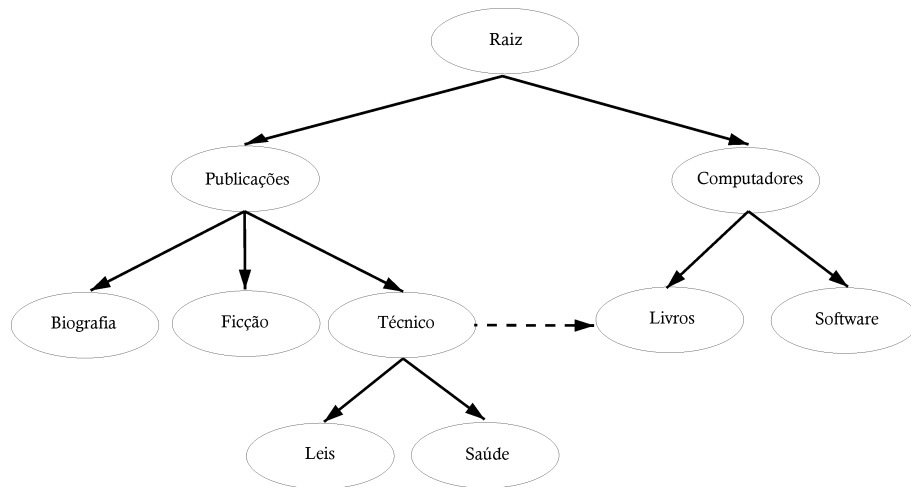 Raiz
Publicações
Computadores
Biografia
Ficção
Técnico
Livros
Software
Leis
Saúde